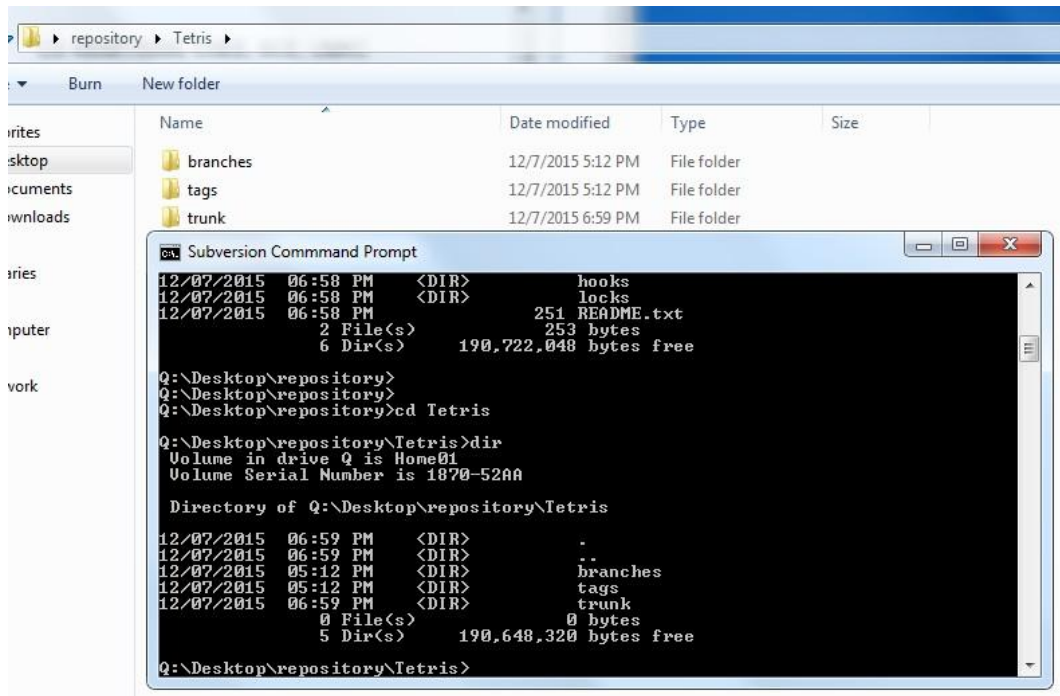 repository ▸ Tetris ▸
Burn New folder
Name Date modified Type Size
branches 12/7/2015 5:12 PM File folder
tags 12/7/2015 5:12 PM File folder
trunk 12/7/2015 6:59 PM File folder
Subversion Commmand Prompt
12/07/2015 06:58 PM <DIR> hooks
12/07/2015 06:58 PM <DIR> locks
12/07/2015 06:58 PM 251 README.txt
2 File(s) 253 bytes
6 Dir(s) 190,722,048 bytes free
Q:\Desktop\repository>
Q:\Desktop\repository>
Q:\Desktop\repository>cd Tetris
Q:\Desktop\repository\Tetris>dir
Volume in drive Q is Home01
Volume Serial Number is 1870-52AA
Directory of Q:\Desktop\repository\Tetris
12/07/2015 06:59 PM <DIR> .
12/07/2015 06:59 PM <DIR> ..
12/07/2015 05:12 PM <DIR> branches
12/07/2015 05:12 PM <DIR> tags
12/07/2015 06:59 PM <DIR> trunk
0 File(s) 0 bytes
5 Dir(s) 190,648,320 bytes free
Q:\Desktop\repository\Tetris>